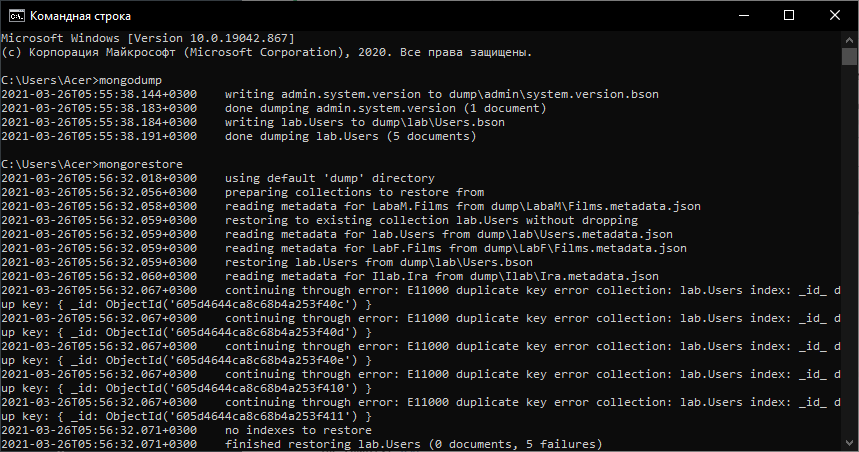 Командная строка
Microsoft Windows [Version 10.0.19042.867]
(c) Корпорация Майкрософт (Microsoft Corporation), 2020. Все права защищены.
C:\Users\Acer>mongodump
2021-03-26T05:55:38.144+0300 writing admin.system.version to dump\admin\system.version.bson
2021-03-26T05:55:38.183+0300 done dumping admin.system.version (1 document)
2021-03-26T05:55:38.184+0300 writing lab.Users to dump\lab\Users.bson
2021-03-26T05:55:38.191+0300 done dumping lab.Users (5 documents)
C:\Users\Acer>mongorestore
2021-03-26T05:56:32.018+0300 using default 'dump' directory
2021-03-26T05:56:32.056+0300 preparing collections to restore from
2021-03-26T05:56:32.058+0300 reading metadata for LabaM.Films from dump\LabaM\Films.metadata.json
2021-03-26T05:56:32.059+0300 restoring to existing collection lab.Users without dropping
2021-03-26T05:56:32.059+0300 reading metadata for lab.Users from dump\lab\Users.metadata.json
2021-03-26T05:56:32.059+0300 reading metadata for LabF.Films from dump\LabF\Films.metadata.json
2021-03-26T05:56:32.059+0300 restoring lab.Users from dump\lab\Users.bson
2021-03-26T05:56:32.060+0300 reading metadata for Ilab.Ira from dump\Ilab\Ira.metadata.json
2021-03-26T05:56:32.067+0300 continuing through error: E11000 duplicate key error collection: lab.Users index: _id_ d
up key: { _id: ObjectId('605d4644ca8c68b4a253f40c') }
2021-03-26T05:56:32.067+0300 continuing through error: E11000 duplicate key error collection: lab.Users index: _id_ d
up key: { _id: ObjectId('605d4644ca8c68b4a253f40d') }
2021-03-26T05:56:32.067+0300 continuing through error: E11000 duplicate key error collection: lab.Users index: _id_ d
up key: { _id: ObjectId('605d4644ca8c68b4a253f40e') }
2021-03-26T05:56:32.067+0300 continuing through error: E11000 duplicate key error collection: lab.Users index: _id_ d
up key: { _id: ObjectId('605d4644ca8c68b4a253f410') }
2021-03-26T05:56:32.067+0300 continuing through error: E11000 duplicate key error collection: lab.Users index: _id_ d
up key: { _id: ObjectId('605d4644ca8c68b4a253f411') }
2021-03-26T05:56:32.071+0300 no indexes to restore
2021-03-26T05:56:32.071+0300 finished restoring lab.Users (0 documents, 5 failures)